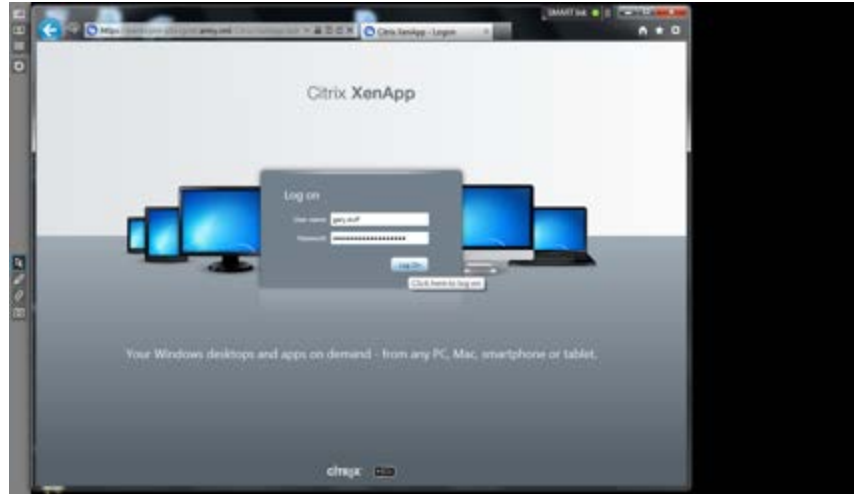 SMART Ink
Citrix XenApp - Logon
Citrix XenApp
Log on
User name:
Password:
Log On
Click here to log on
Your Windows desktops and apps on demand - from any PC, Mac, smartphone or tablet.
citrix